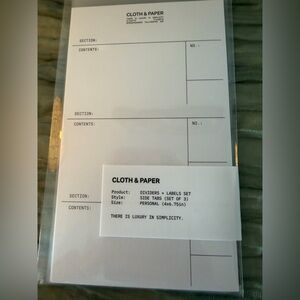 CLOTH & PAPER
SECTION:
CONTENTS:
NO.:
SECTION:
CONTENTS:
NO.:
SECTION:
CONTENTS:
CLOTH & PAPER
Product: DIVIDERS + LABELS SET
Style: SIDE TABS (SET OF 3)
Size: PERSONAL (4x6.75in)
THERE IS LUXURY IN SIMPLICITY.